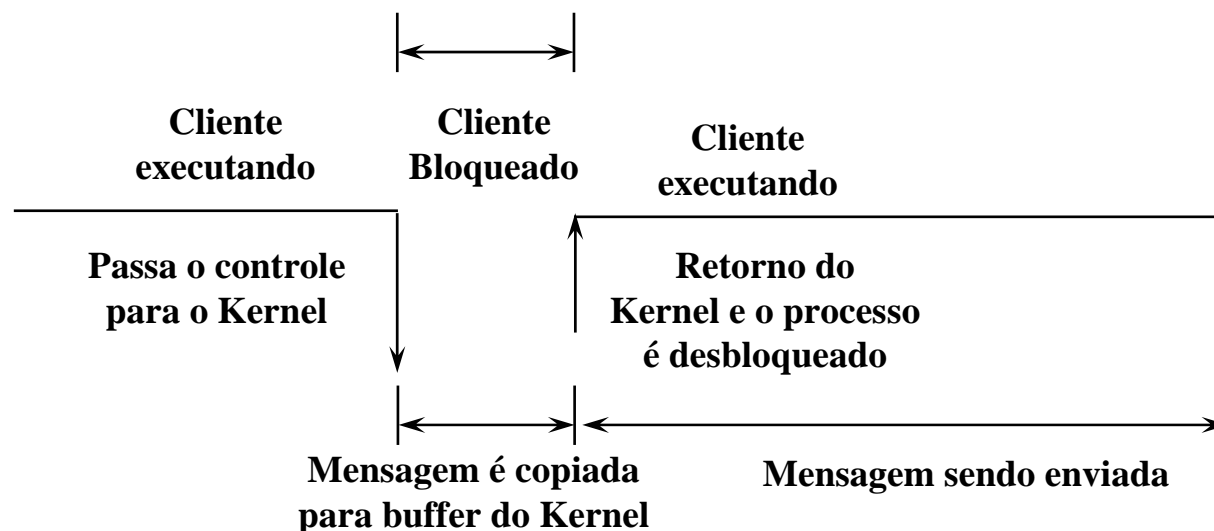 Cliente
executando
Cliente
Bloqueado
Cliente
executando
Passa o controle
para o Kernel
Retorno do
Kernel e o processo
é desbloqueado
Mensagem é copiada
para buffer do Kernel
Mensagem sendo enviada